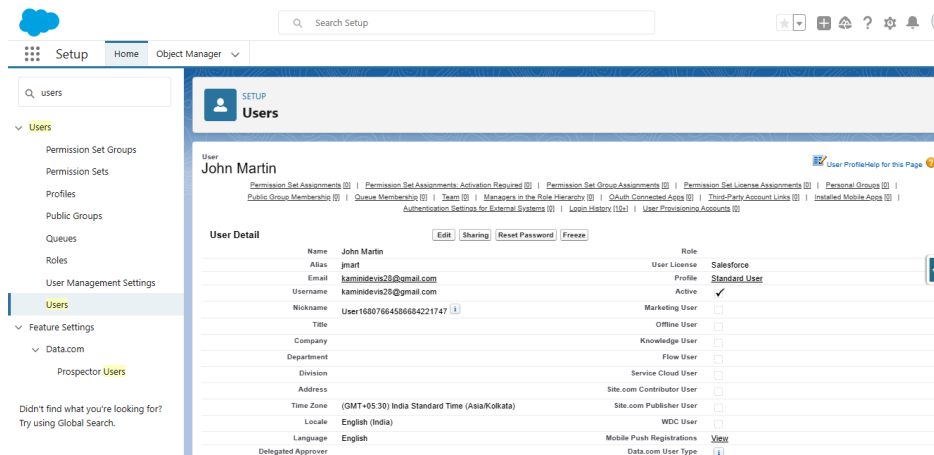 Search Setup
Setup Home Object Manager
users
Users
Permission Set Groups
Permission Sets
Profiles
Public Groups
Queues
Roles
User Management Settings
Users
Feature Settings
Data.com
Prospector Users
Didn't find what you're looking for?
Try using Global Search.
SETUP
Users
User
John Martin
User Profile Help for this Page
Permission Set Assignments [0] | Permission Set Assignments: Activation Required [0] | Permission Set Group Assignments [0] | Permission Set License Assignments [0] | Personal Groups [0] |
Public Group Membership [0] | Queue Membership [0] | Team [0] | Managers in the Role Hierarchy [0] | OAuth Connected Apps [0] | Third-Party Account Links [0] | Installed Mobile Apps [0] |
Authentication Settings for External Systems [0] | Login History [10+] | User Provisioning Accounts [0]
User Detail Edit Sharing Reset Password Freeze
Name John Martin Role
Alias jmart User License Salesforce
Email kaminidevis28@gmail.com Profile Standard User
Username kaminidevis28@gmail.com Active
Nickname User16807664586684221747 i Marketing User
Title Offline User
Company Knowledge User
Department Flow User
Division Service Cloud User
Address Site.com Contributor User
Time Zone (GMT+05:30) India Standard Time (Asia/Kolkata) Site.com Publisher User
Locale English (India) WDC User
Language English Mobile Push Registrations View
Delegated Approver Data.com User Type i